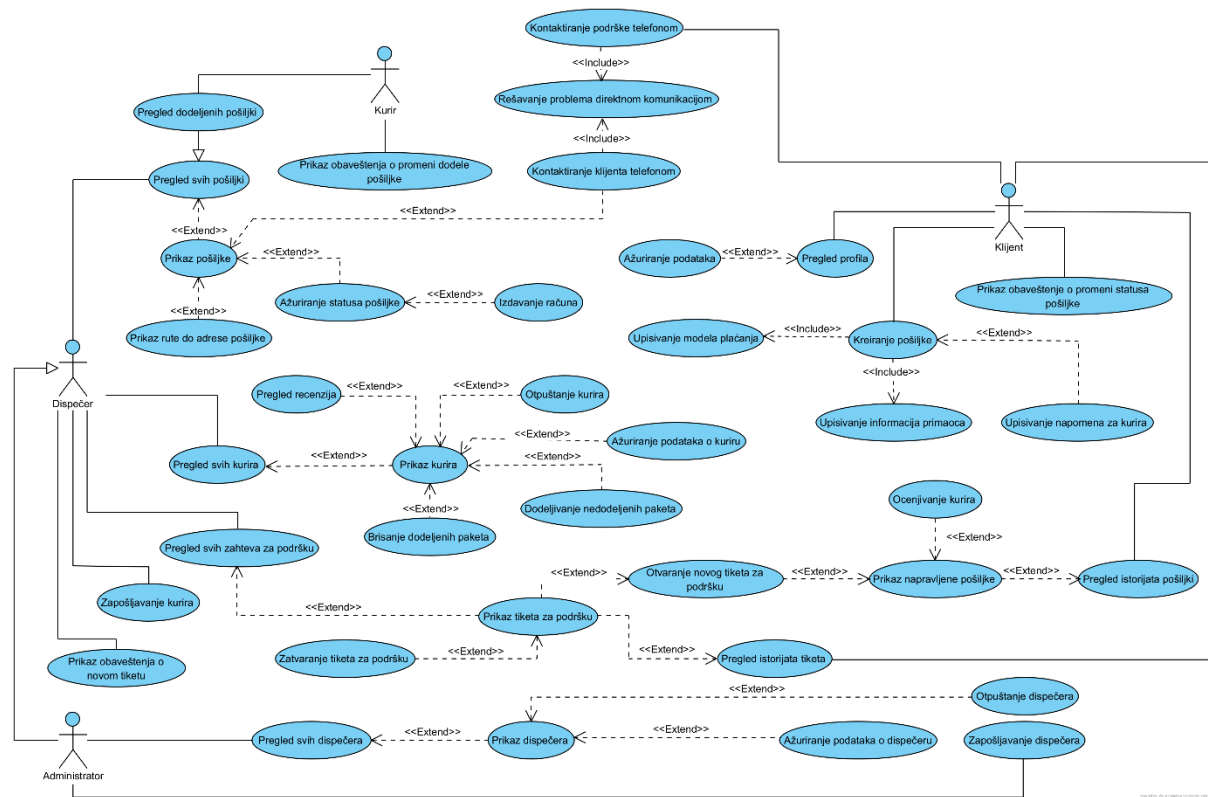 Kontaktiranje podrške telefonom
<<Include>>
Kurir
Pregled dodeljenih pošiljki
Rešavanje problema direktnom komunikacijom
<<Include>>
Prikaz obaveštenja o promeni dodele
pošiljke
Kontaktiranje klijenta telefonom
Pregled svih pošiljki
<<Extend>>
<<Extend>>
Klijent
Prikaz pošiljke
<<Extend>>
Ažuriranje podataka
<<Extend>>
Pregled profila
Prikaz obaveštenje o promeni statusa
pošiljke
Ažuriranje statusa pošiljke
<<Extend>>
Izdavanje računa
<<Extend>>
Prikaz rute do adrese pošiljke
Upisivanje modela plaćanja
<<Include>>
Kreiranje pošiljke
<<Extend>>
<<Include>>
Dispečer
Pregled recenzija
<<Extend>>
<<Extend>>
Otpuštanje kurira
Upisivanje informacija primaoca
Upisivanje napomena za kurira
<<Extend>>
Ažuriranje podataka o kuriru
Pregled svih kurira
<<Extend>>
Prikaz kurira
<<Extend>>
<<Extend>>
Dodeljivanje nedodeljenih paketa
Ocenjivanje kurira
Brisanje dodeljenih paketa
<<Extend>>
Pregled svih zahteva za podršku
<<Extend>>
Otvaranje novog tiketa za
podršku
<<Extend>>
Prikaz napravljene pošiljke
<<Extend>>
Pregled istorijata pošiljki
Zapošljavanje kurira
<<Extend>>
Prikaz tiketa za podršku
<<Extend>>
Prikaz obaveštenja o
novom tiketu
Zatvaranje tiketa za podršku
<<Extend>>
Pregled istorijata tiketa
<<Extend>>
Otpuštanje dispečera
Pregled svih dispečera
<<Extend>>
Prikaz dispečera
<<Extend>>
Ažuriranje podataka o dispečeru
Zapošljavanje dispečera
Administrator